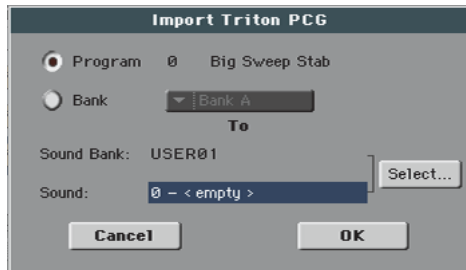 Import Triton PCG
Program 0 Big Sweep Stab
Bank Bank A
To
Sound Bank: USER01
Select...
Sound: 0 – < empty >
Cancel OK